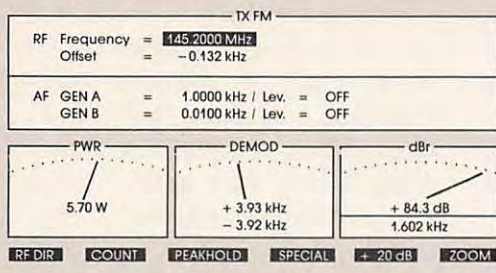 TX FM
RF Frequency = 145.2000 MHz
Offset = −0.132 kHz
AF GEN A = 1.0000 kHz / Lev. = OFF
GEN B = 0.0100 kHz / Lev. = OFF
PWR DEMOD dBr
5.70 W + 3.93 kHz + 84.3 dB
− 3.92 kHz 1.602 kHz
RF DIR COUNT PEAKHOLD SPECIAL + 20 dB ZOOM